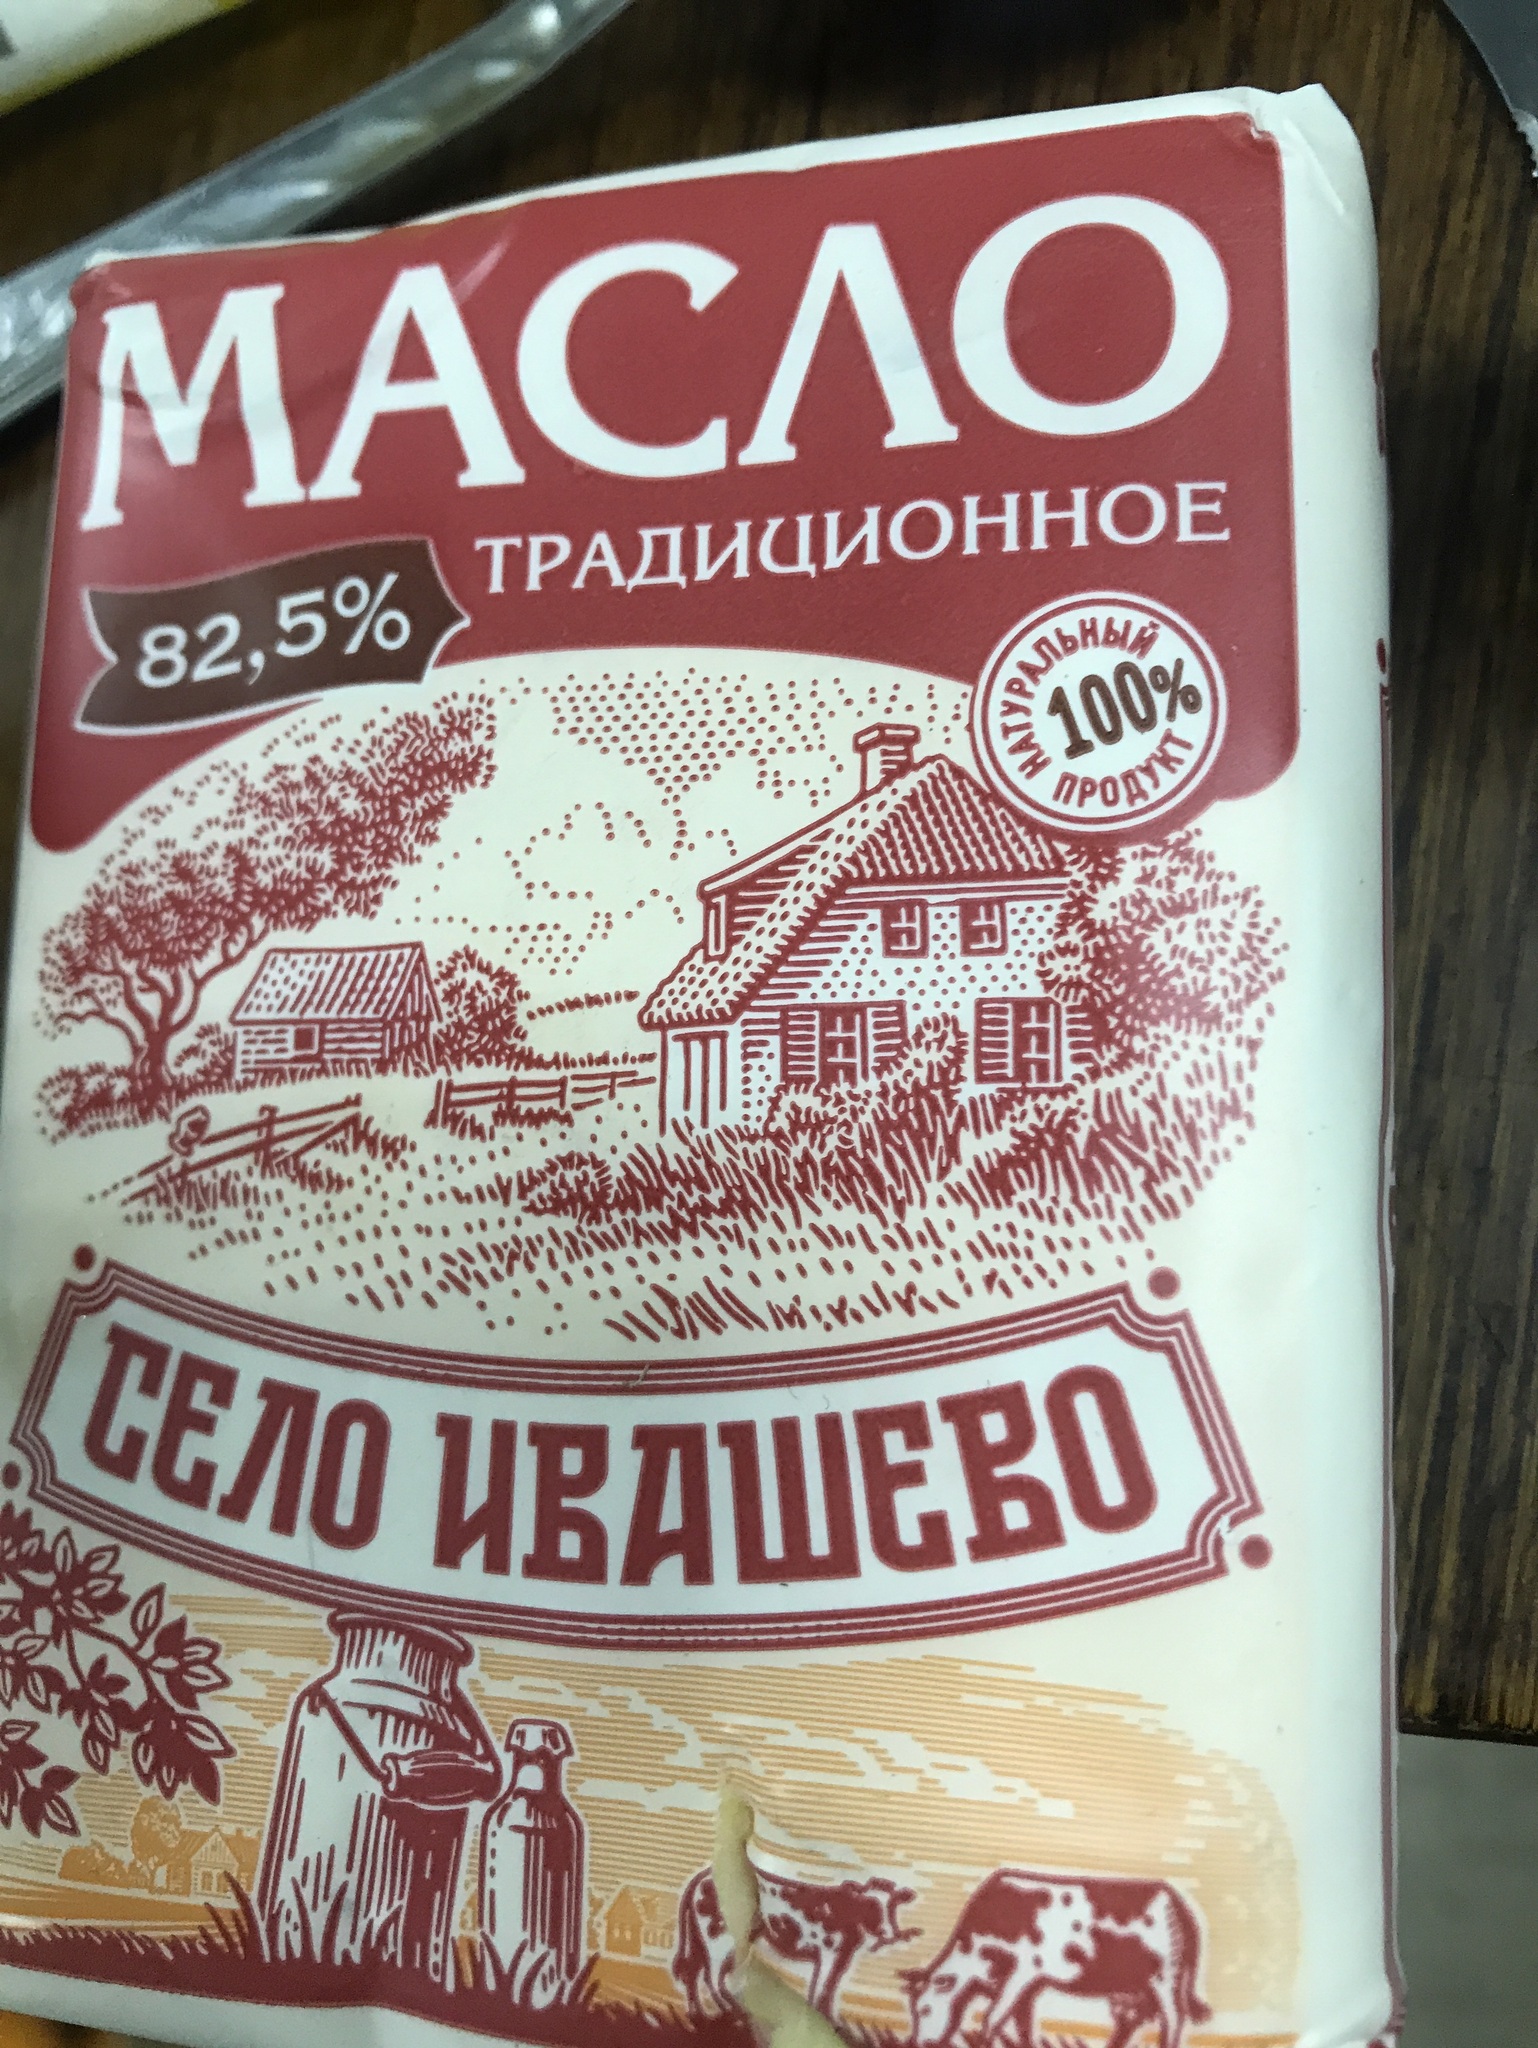 МАСЛО
ТРАДИЦИОННОЕ
82,5%
НАТУРАЛЬНЫЙ
100%
ПРОДУКТ
СЕЛО ИВАШЕВО